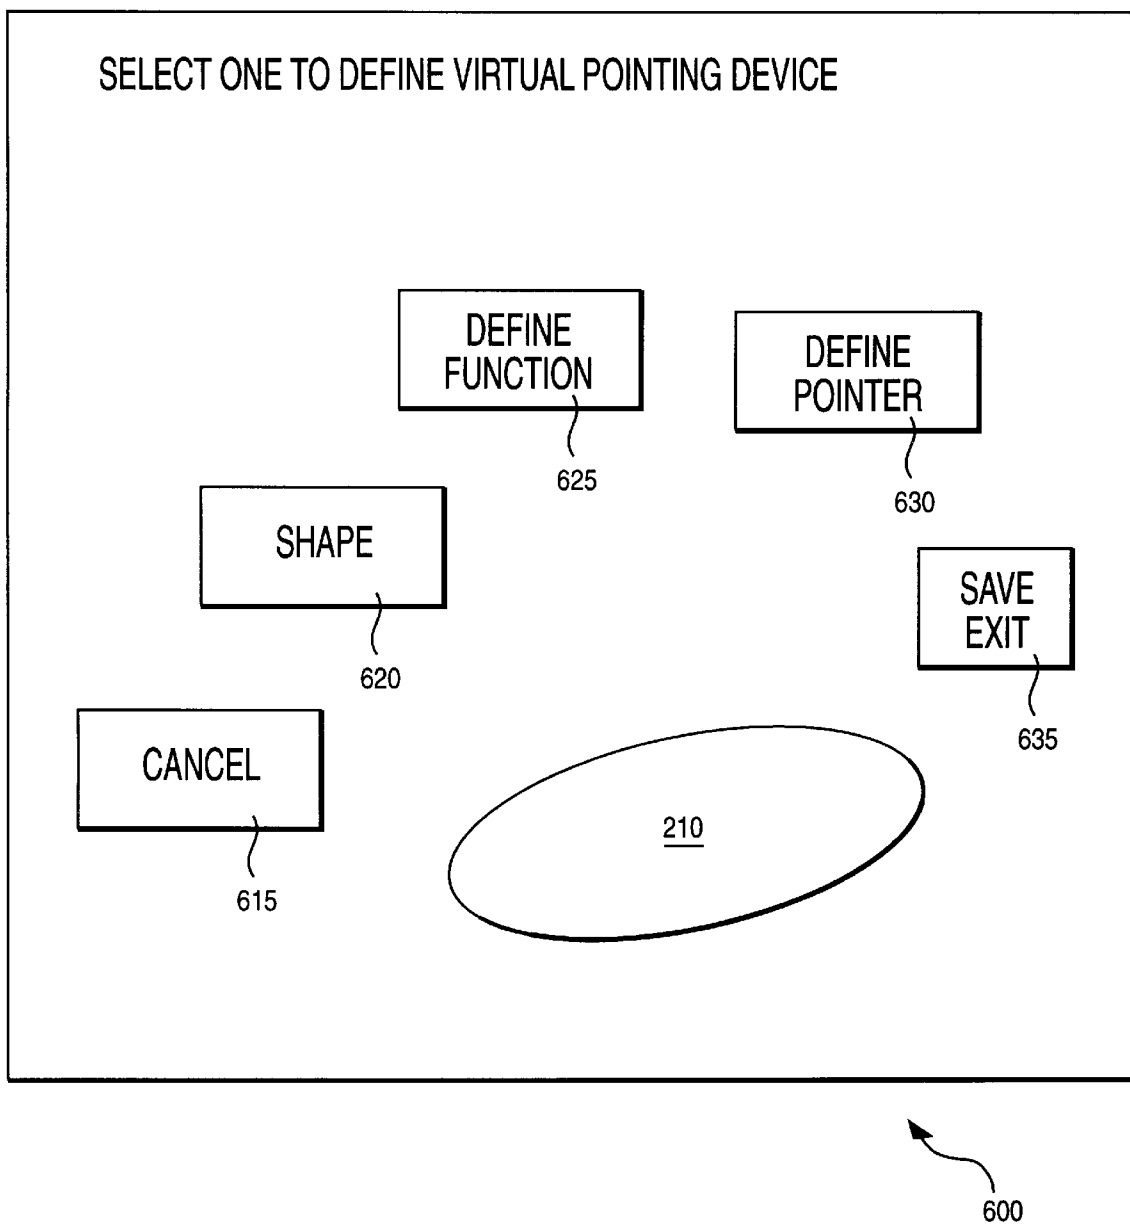 SELECT ONE TO DEFINE VIRTUAL POINTING DEVICE
DEFINE
FUNCTION
625
DEFINE
POINTER
630
SHAPE
620
SAVE
EXIT
635
CANCEL
615
210
600